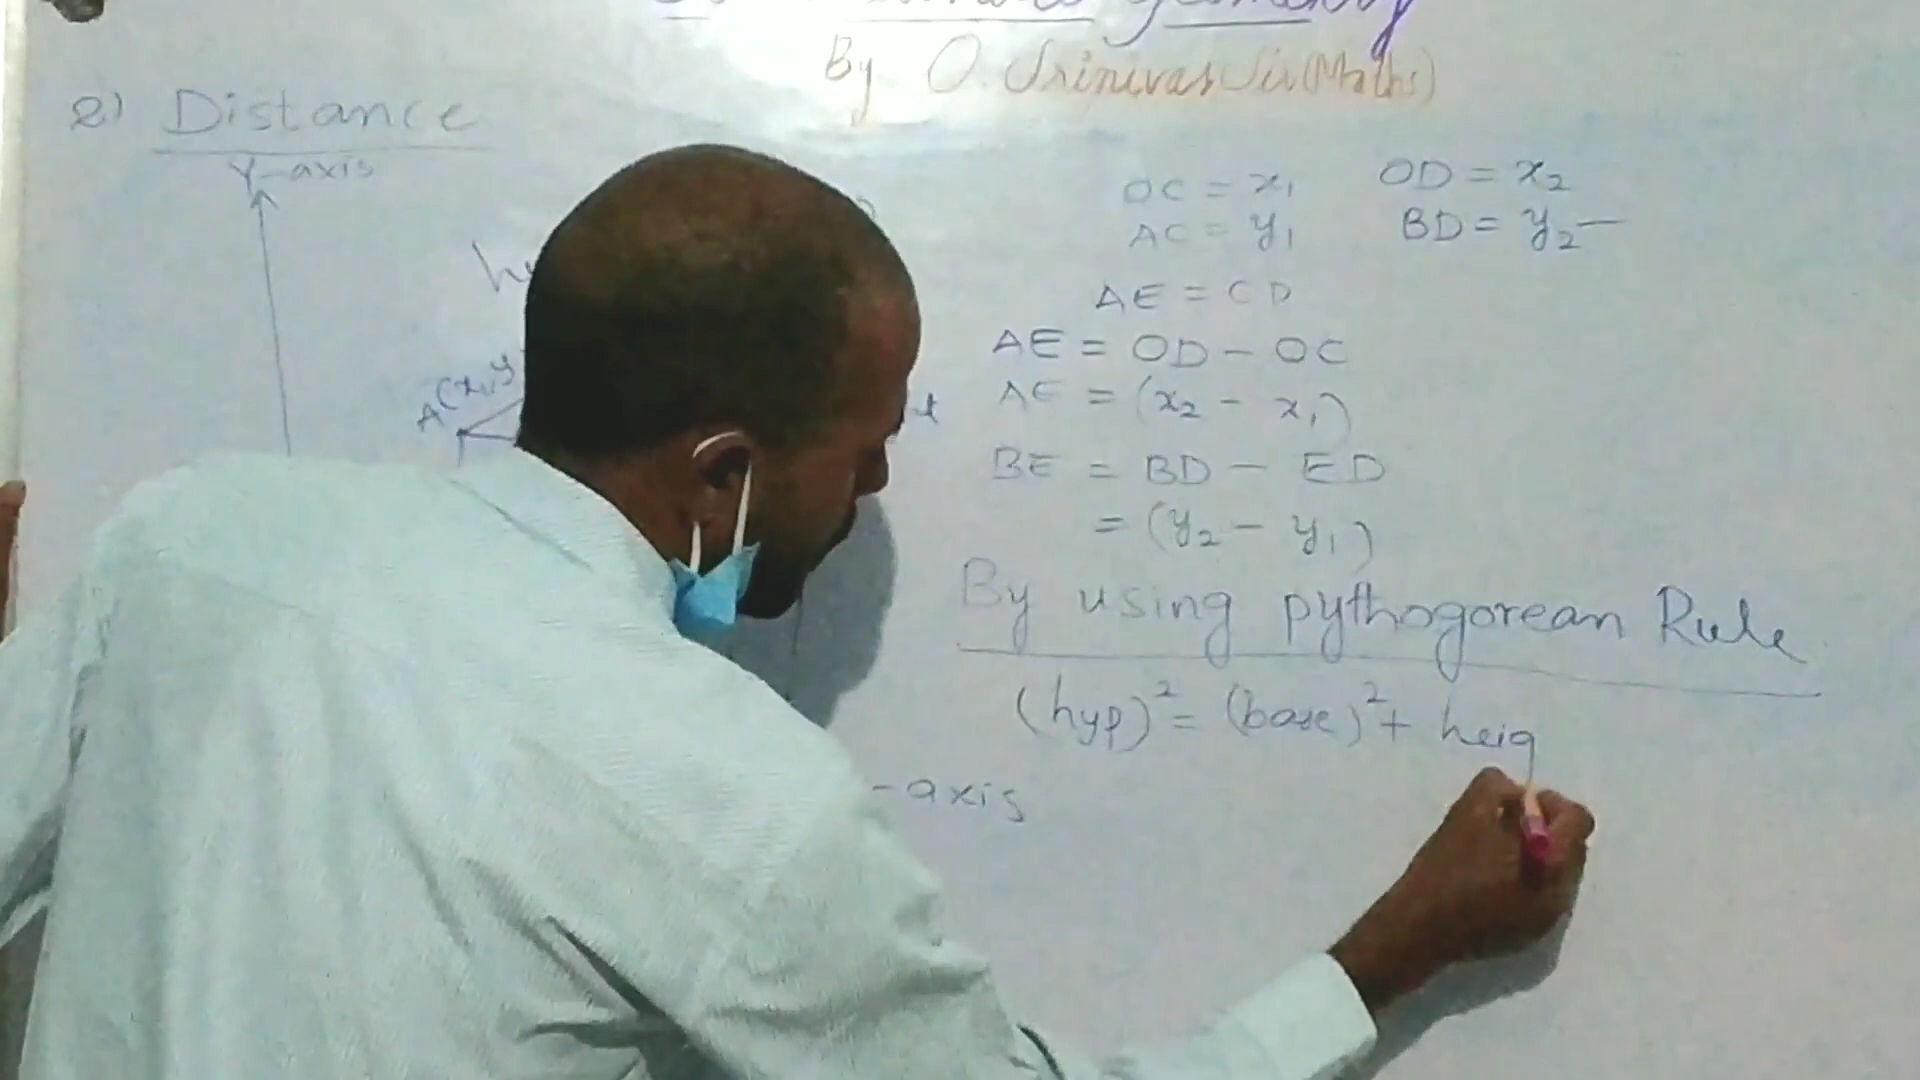 Geometry
By O. Srinivas Sir (Maths)
2) Distance
Y-axis
A(x1, y
OC = x₁ OD = x₂
AC = y₁ BD = y₂ —
AE = CD
AE = OD - OC
AE = (x₂ - x₁)
BE = BD - ED
= (y₂ - y₁)
By using pythogorean Rule
(hyp)² = (base)² + heig
-axis